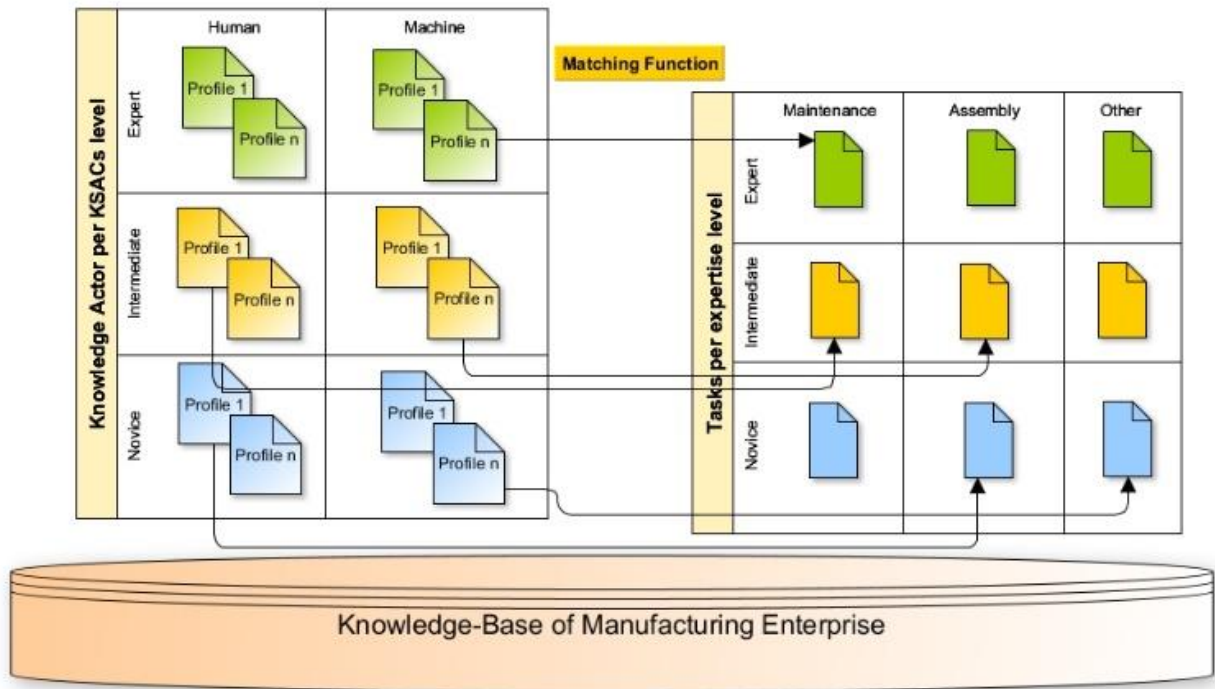 Knowledge Actor per KSACs level
Human
Machine
Expert
Profile 1
Profile n
Profile 1
Profile n
Intermediate
Profile 1
Profile n
Profile 1
Profile n
Novice
Profile 1
Profile n
Profile 1
Profile n
Matching Function
Tasks per expertise level
Maintenance
Assembly
Other
Expert
Intermediate
Novice
Knowledge-Base of Manufacturing Enterprise